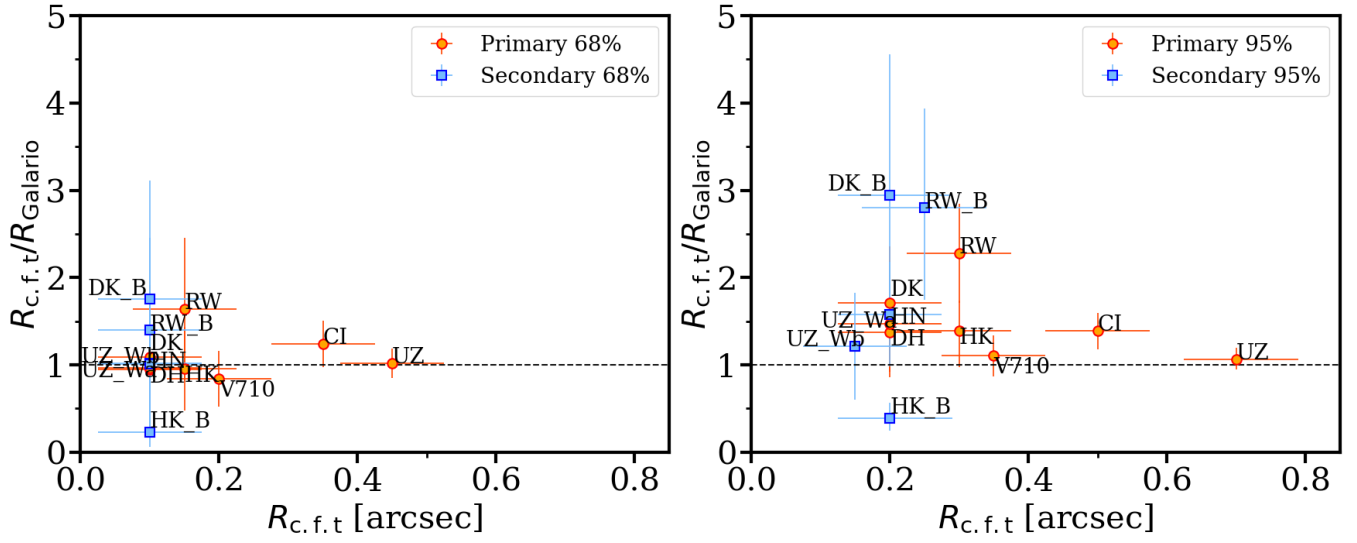 5
4
3
2
1
0
R_c,f,t/R_Galario
Primary 68%
Secondary 68%
DK_B
RW
RW_B
DK
UZ_Wb
HN
UZ_Wa
DH
HK
CI
UZ
V710
HK_B
0.0 0.2 0.4 0.6 0.8
R_c,f,t [arcsec]
5
4
3
2
1
0
R_c,f,t/R_Galario
Primary 95%
Secondary 95%
DK_B
RW_B
RW
DK
HN
UZ_Wa
UZ_Wb
DH
HK
CI
UZ
V710
HK_B
0.0 0.2 0.4 0.6 0.8
R_c,f,t [arcsec]